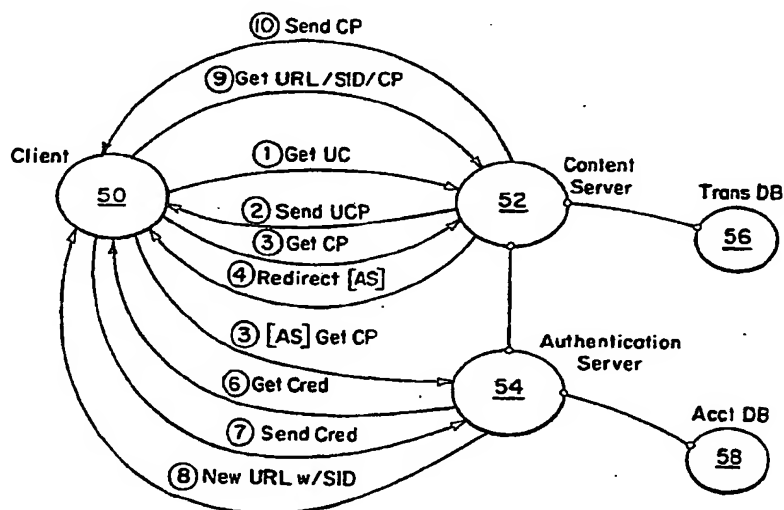 ⑩ Send CP
⑨ Get URL/SID/CP
Client
① Get UC
Content Server
50
52
Trans DB
② Send UCP
56
③ Get CP
④ Redirect [AS]
③ [AS] Get CP
Authentication Server
⑥ Get Cred
54
Acct DB
⑦ Send Cred
58
⑧ New URL w/SID